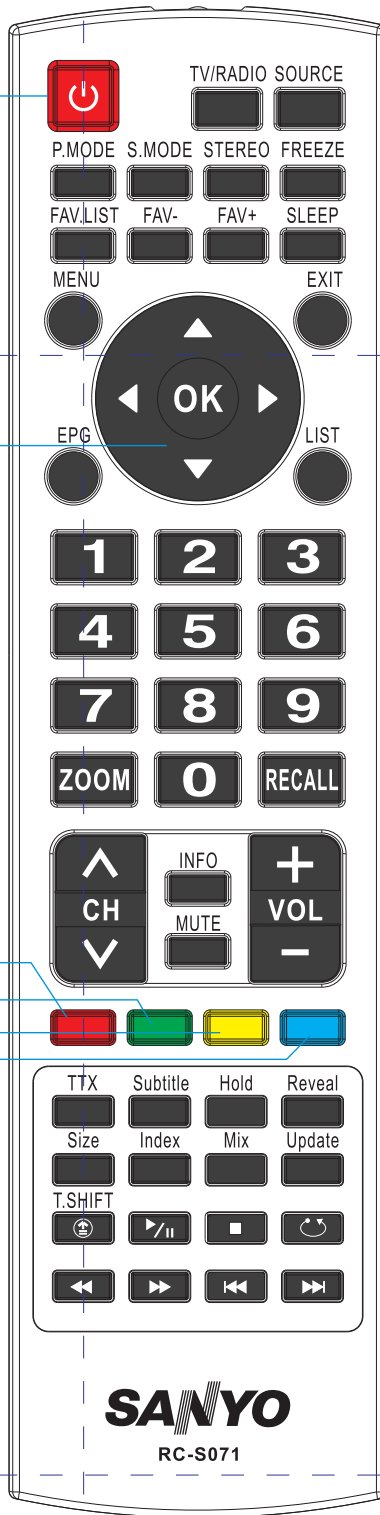 TV/RADIO SOURCE
P.MODE S.MODE STEREO FREEZE
FAV.LIST FAV- FAV+ SLEEP
MENU EXIT
OK
EPG LIST
1 2 3
4 5 6
7 8 9
ZOOM 0 RECALL
INFO
CH VOL
MUTE
TTX Subtitle Hold Reveal
Size Index Mix Update
T.SHIFT
SANYO
RC-S071